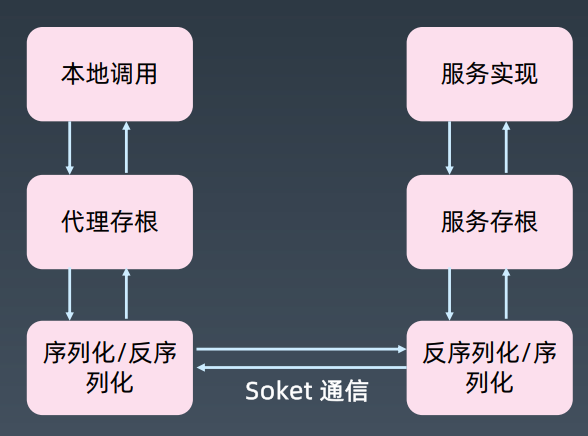 本地调用
服务实现
代理存根
服务存根
序列化/反序
列化
反序列化/序
列化
Soket 通信